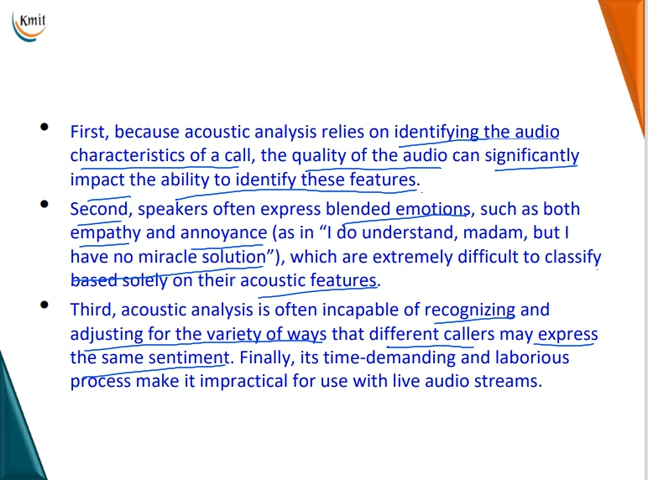 Kmit
First, because acoustic analysis relies on identifying the audio
characteristics of a call, the quality of the audio can significantly
impact the ability to identify these features.
Second, speakers often express blended emotions, such as both
empathy and annoyance (as in “I do understand, madam, but I
have no miracle solution”), which are extremely difficult to classify
based solely on their acoustic features.
Third, acoustic analysis is often incapable of recognizing and
adjusting for the variety of ways that different callers may express
the same sentiment. Finally, its time-demanding and laborious
process make it impractical for use with live audio streams.